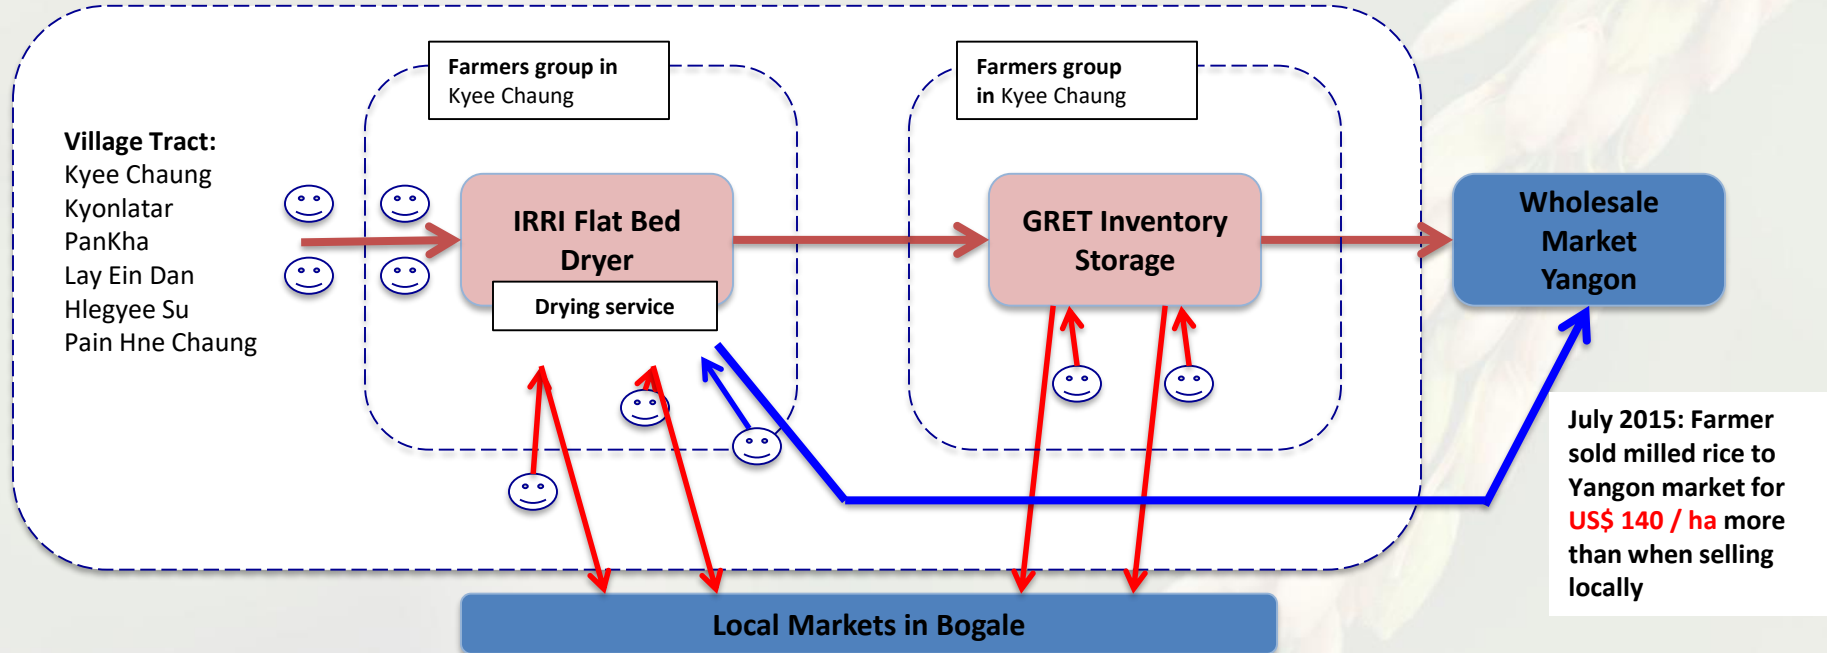 Farmers group in
Kyee Chaung
Farmers group
in Kyee Chaung
Village Tract:
Kyee Chaung
Kyonlatar
PanKha
Lay Ein Dan
Hlegyee Su
Pain Hne Chaung
IRRI Flat Bed
Dryer
Drying service
GRET Inventory
Storage
Wholesale
Market
Yangon
July 2015: Farmer
sold milled rice to
Yangon market for
US$ 140 / ha more
than when selling
locally
Local Markets in Bogale